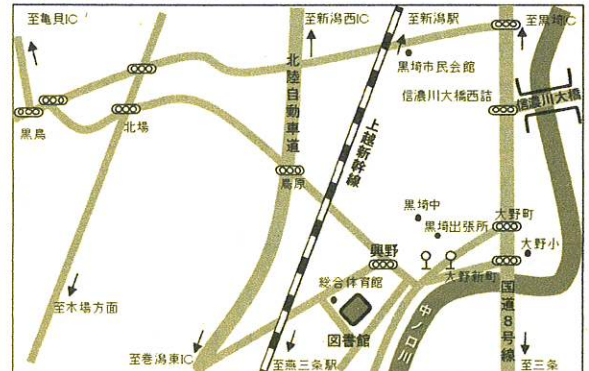 至亀貝IC
至新潟西IC
至新潟駅
至黒埼IC
北陸自動車道
黒埼市民会館
信濃川大橋西詰
信濃川大橋
黒鳥
北場
上越新幹線
鳥原
黒埼中
黒埼出張所
大野町
大野小
興野
大野新町
総合体育館
図書館
中ノ口川
国道8号線
至木場方面
至巻潟東IC
至燕三条駅
至三条